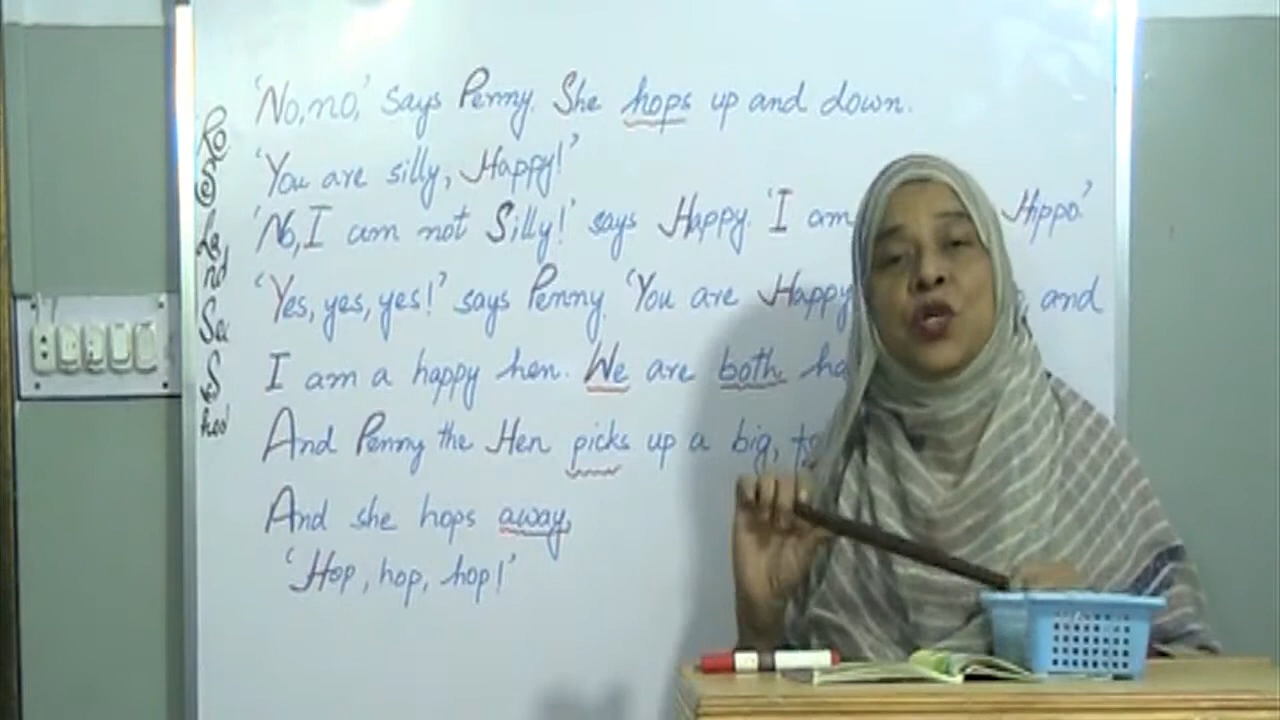 'No, no,' says Penny. She hops up and down.
'You are silly, Happy!'
'No, I am not Silly!' says Happy. 'I am Hippo.'
'Yes, yes, yes!' says Penny. 'You are Happy and
I am a happy hen. We are both
And Penny the Hen picks up a big,
And she hops away,
'Hop, hop, hop!'